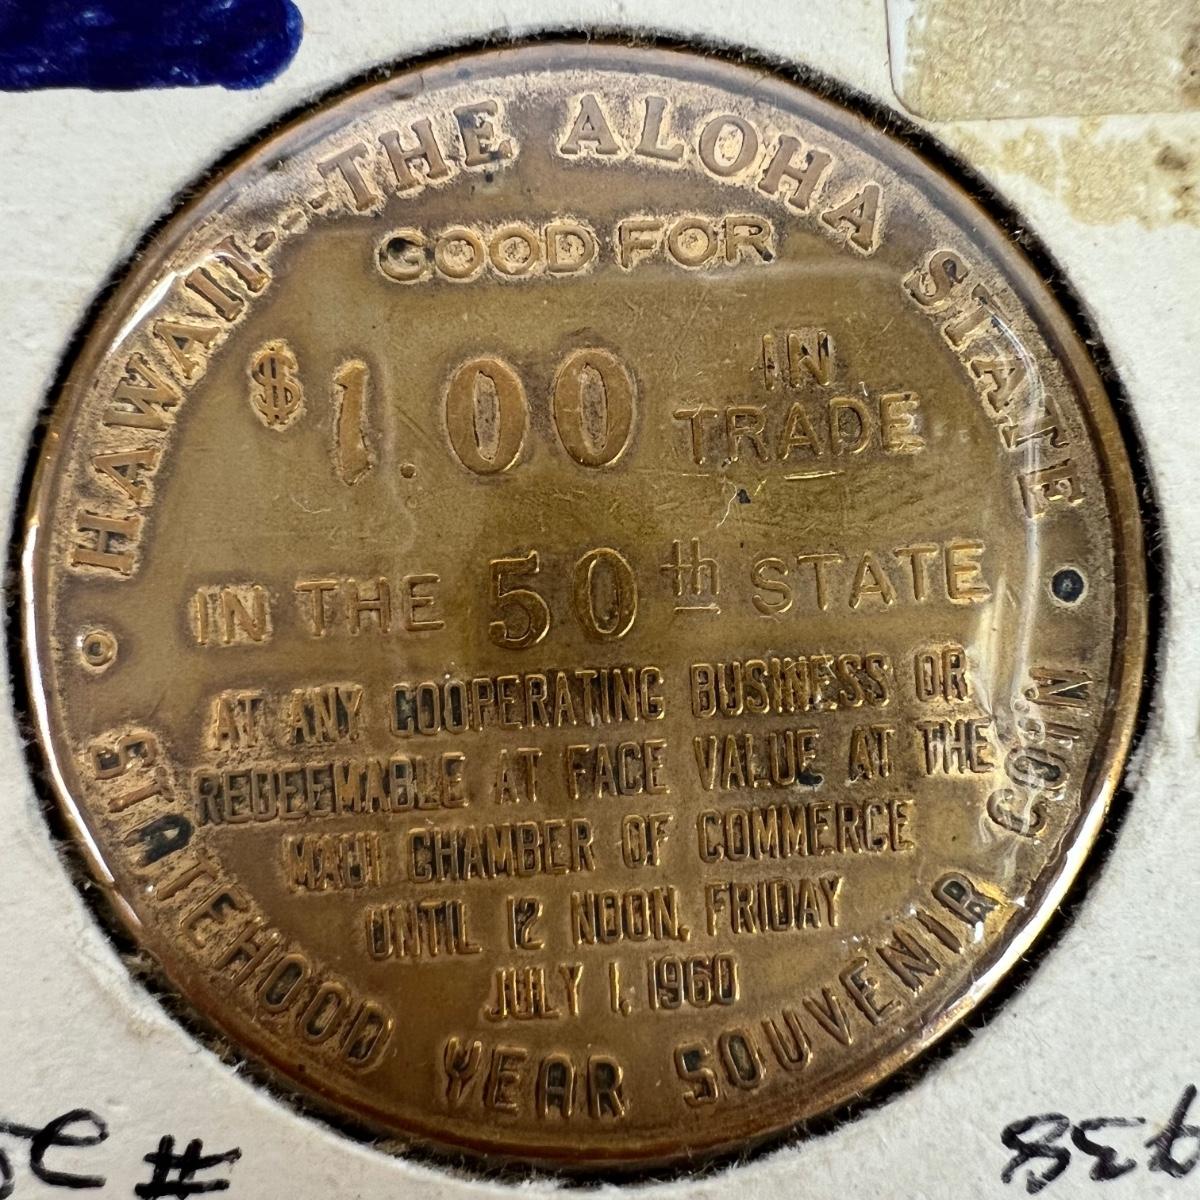 HAWAII---THE ALOHA STATE
GOOD FOR
$1.00 IN TRADE
IN THE 50th STATE
AT ANY COOPERATING BUSINESS OR
REDEEMABLE AT FACE VALUE AT THE
MAUI CHAMBER OF COMMERCE
UNTIL 12 NOON, FRIDAY
JULY 1, 1960
STATEHOOD YEAR SOUVENIR COIN
#